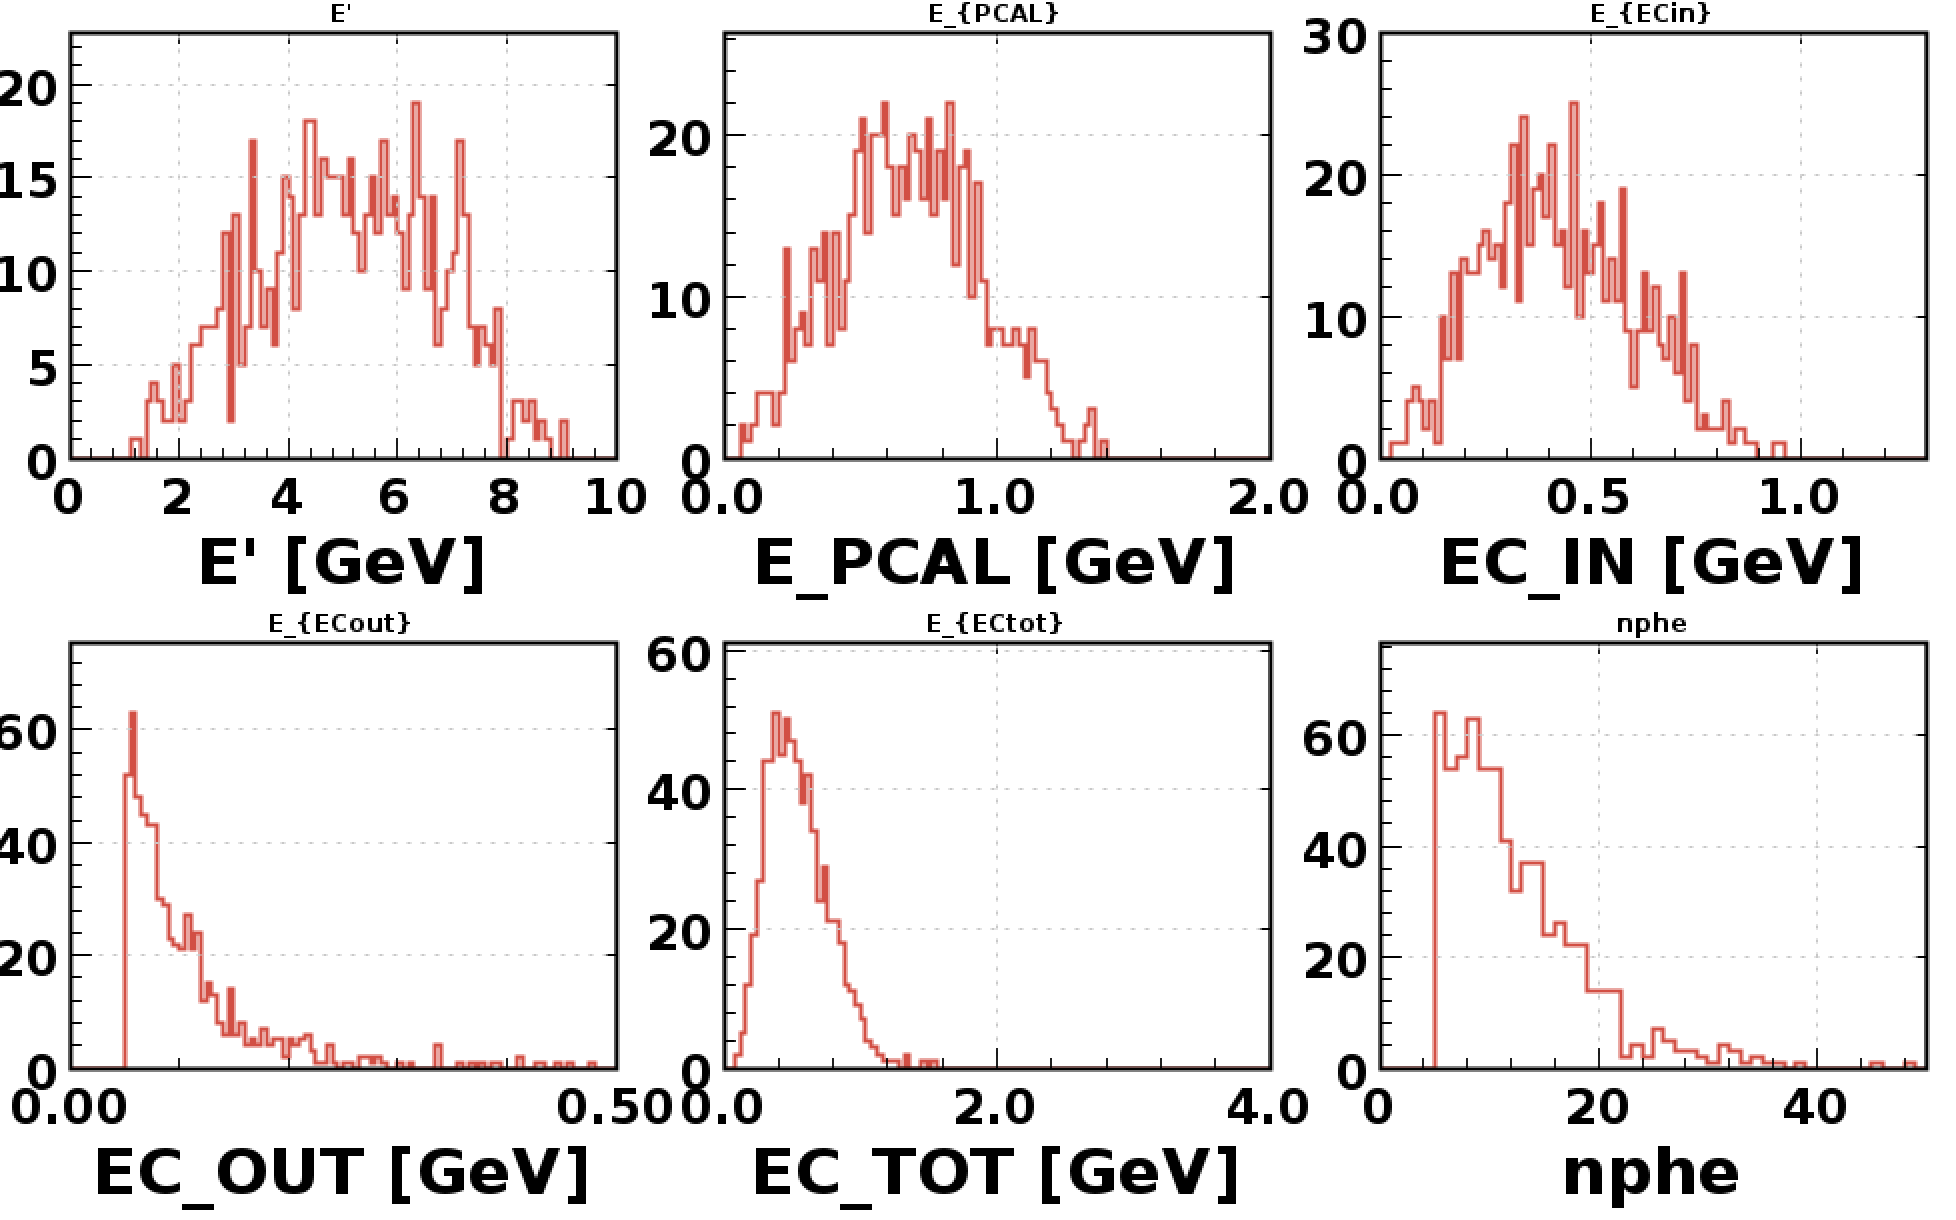 E'
20
15
10
5
0
0 2 4 6 8 10
E' [GeV]
E_{PCAL}
20
10
0
0.0 1.0 2.0
E_PCAL [GeV]
E_{ECin}
30
20
10
0
0.0 0.5 1.0
EC_IN [GeV]
E_{ECout}
60
40
20
0
0.00 0.50
EC_OUT [GeV]
E_{ECtot}
60
40
20
0
0.0 2.0 4.0
EC_TOT [GeV]
nphe
60
40
20
0
0 20 40
nphe